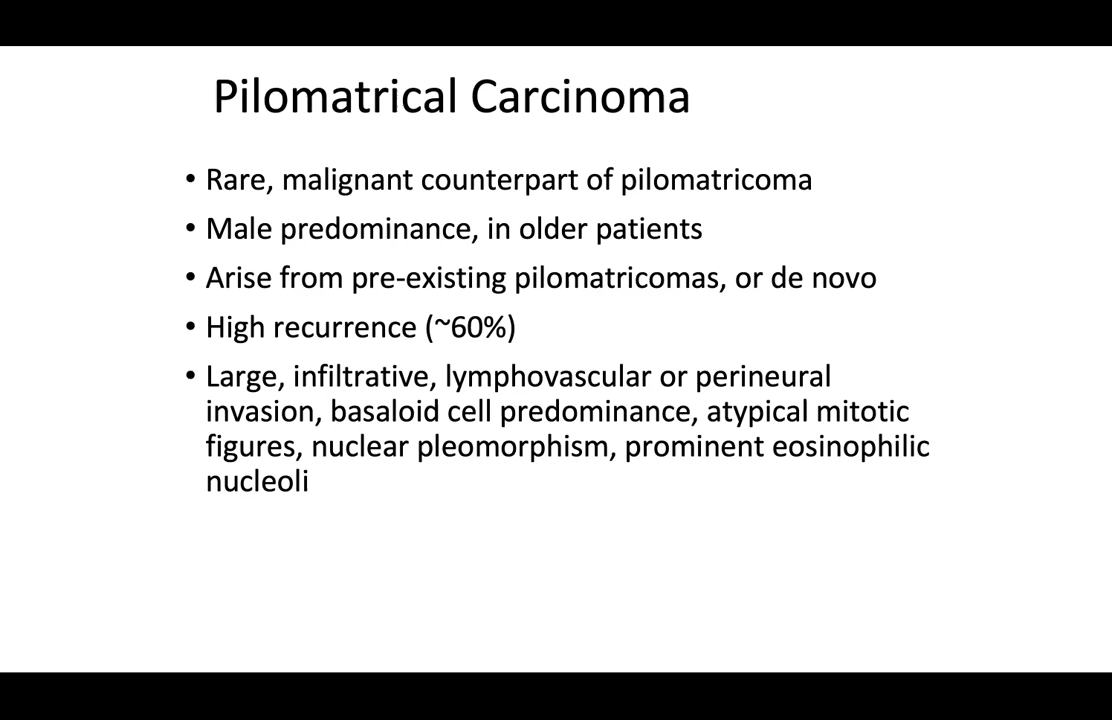 Pilomatrical Carcinoma
• Rare, malignant counterpart of pilomatricoma
• Male predominance, in older patients
• Arise from pre-existing pilomatricomas, or de novo
• High recurrence (~60%)
• Large, infiltrative, lymphovascular or perineural
invasion, basaloid cell predominance, atypical mitotic
figures, nuclear pleomorphism, prominent eosinophilic
nucleoli